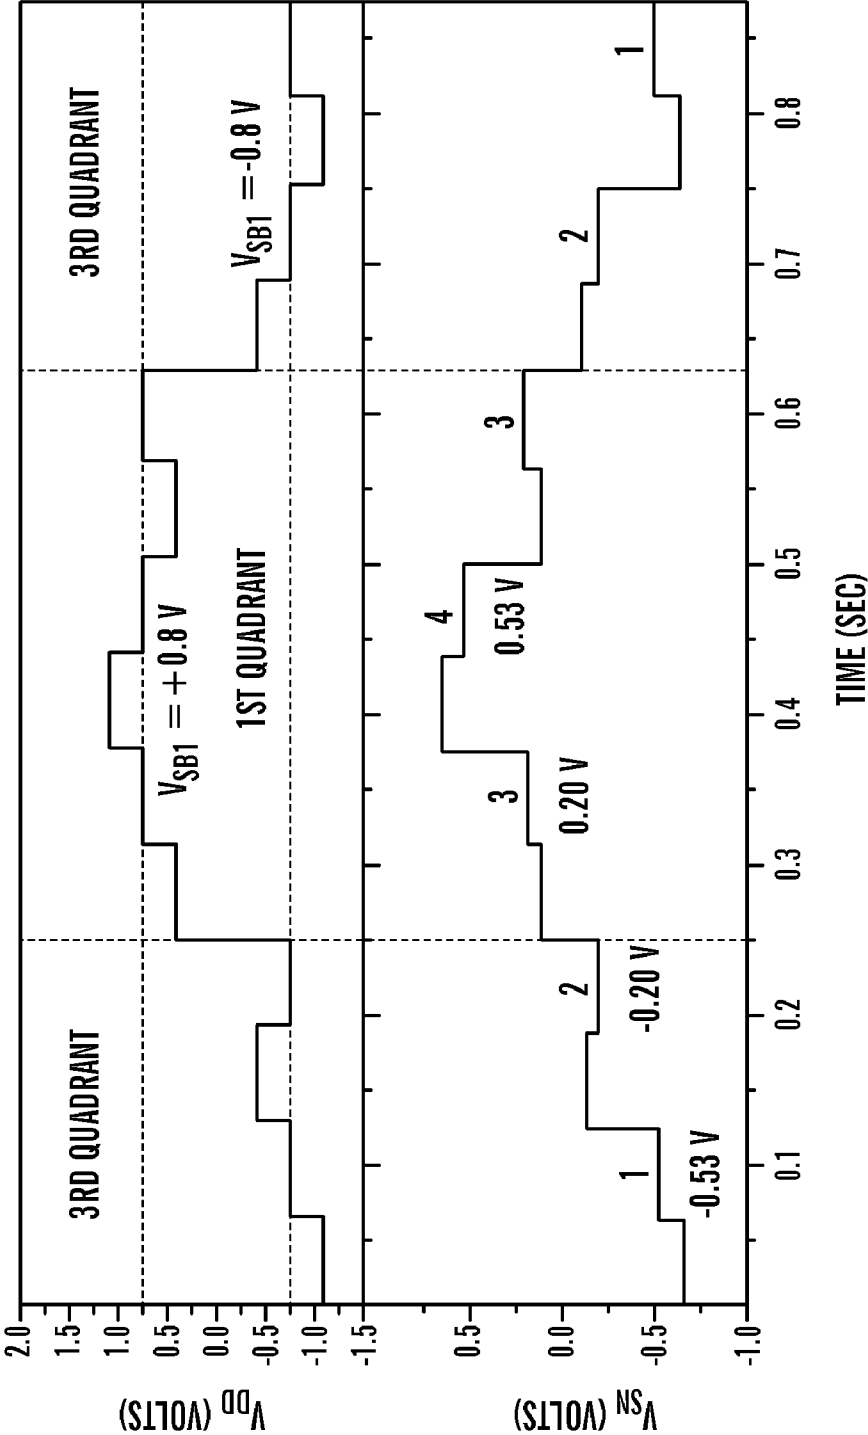 3RD QUADRANT
3RD QUADRANT
V_SB1 = +0.8 V
1ST QUADRANT
V_SB1 = -0.8 V
V_DD (VOLTS)
2.0
1.5
1.0
0.5
0.0
-0.5
-1.0
-1.5
V_SN (VOLTS)
0.5
0.0
-0.5
-1.0
1
-0.53 V
2
-0.20 V
3
0.20 V
4
0.53 V
3
2
1
0.1
0.2
0.3
0.4
0.5
0.6
0.7
0.8
TIME (SEC)